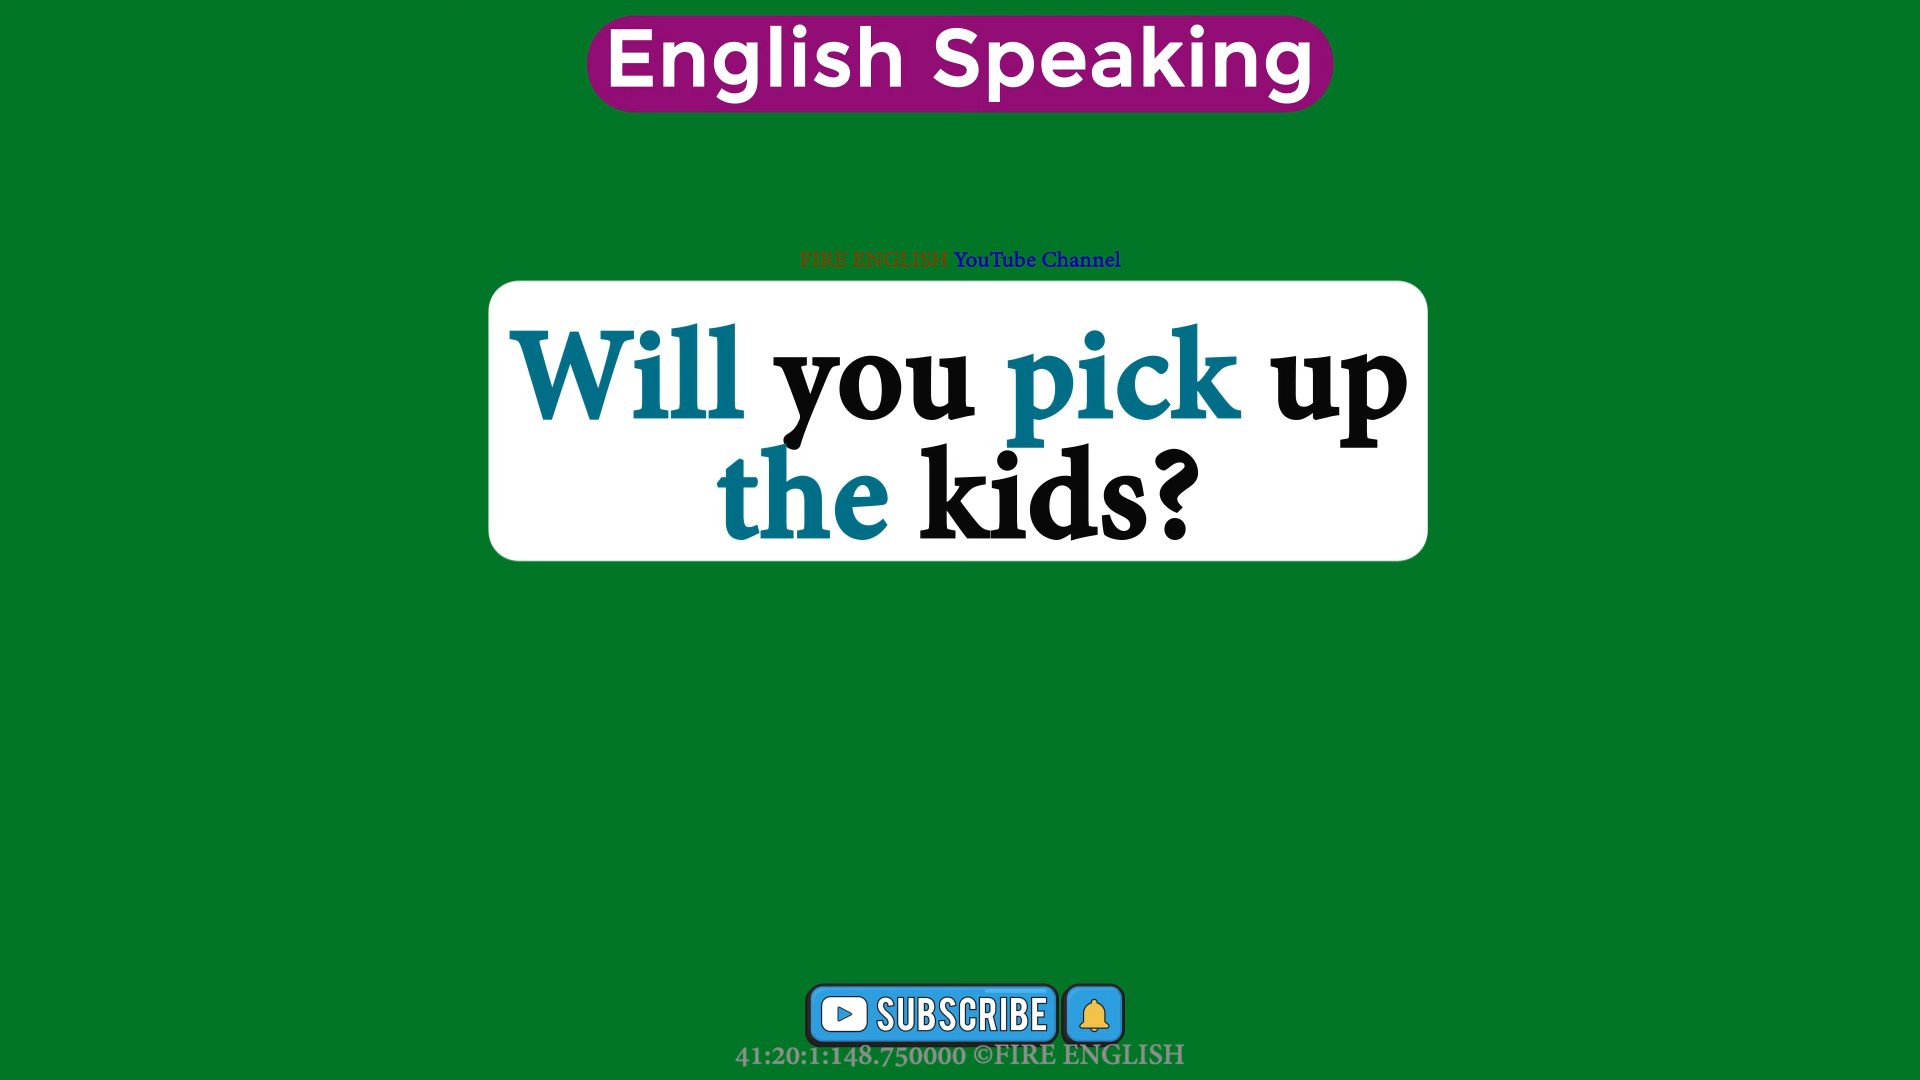 English Speaking
FIRE ENGLISH YouTube Channel
Will you pick up
the kids?
SUBSCRIBE
41:20:1:148.750000 ©FIRE ENGLISH